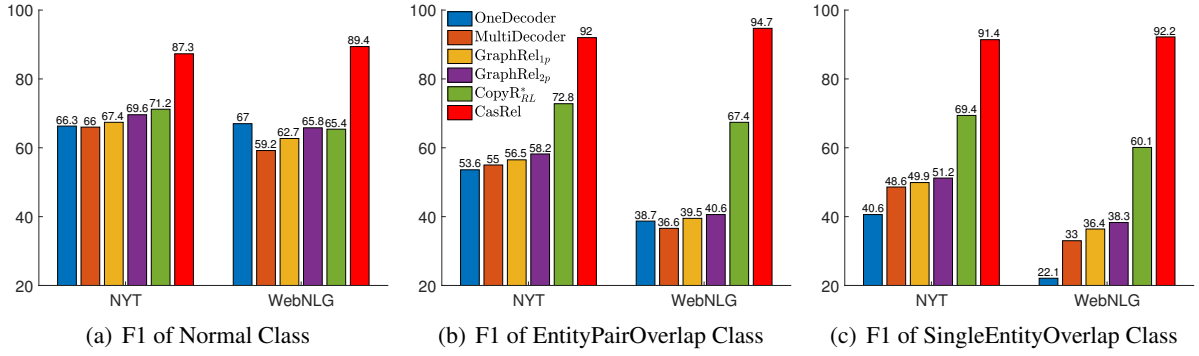 100
80
60
40
20
66.3 66 67.4 69.6 71.2 87.3
67 59.2 62.7 65.8 65.4 89.4
NYT WebNLG
(a) F1 of Normal Class
100
80
60
40
20
OneDecoder
MultiDecoder
GraphRel1p
GraphRel2p
CopyR*RL
CasRel
53.6 55 56.5 58.2 72.8 92
38.7 36.6 39.5 40.6 67.4 94.7
NYT WebNLG
(b) F1 of EntityPairOverlap Class
100
80
60
40
20
40.6 48.6 49.9 51.2 69.4 91.4
22.1 33 36.4 38.3 60.1 92.2
NYT WebNLG
(c) F1 of SingleEntityOverlap Class